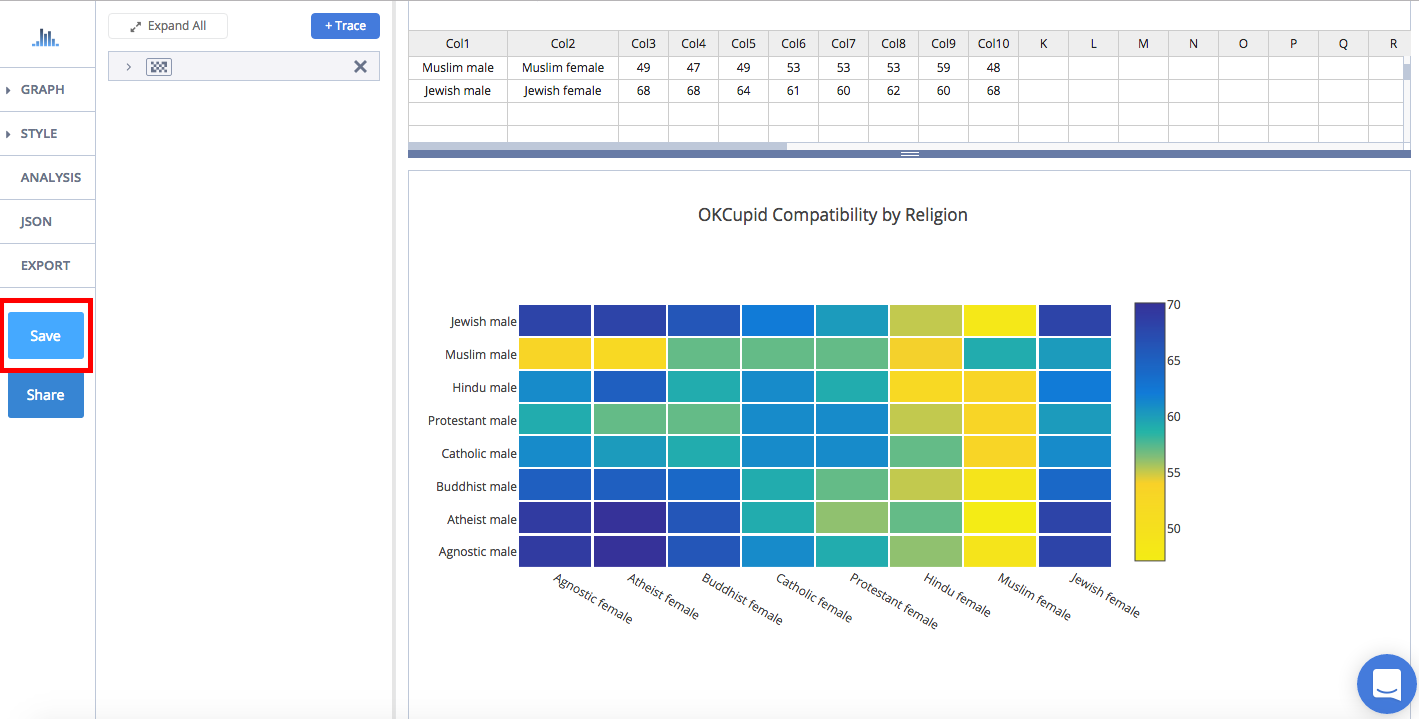 Expand All
+ Trace
GRAPH
STYLE
ANALYSIS
JSON
EXPORT
Save
Share
Col1 Col2 Col3 Col4 Col5 Col6 Col7 Col8 Col9 Col10 K L M N O P Q R
Muslim male Muslim female 49 47 49 53 53 53 59 48
Jewish male Jewish female 68 68 64 61 60 62 60 68
OKCupid Compatibility by Religion
Jewish male
Muslim male
Hindu male
Protestant male
Catholic male
Buddhist male
Atheist male
Agnostic male
Agnostic female
Atheist female
Buddhist female
Catholic female
Protestant female
Hindu female
Muslim female
Jewish female
70
65
60
55
50